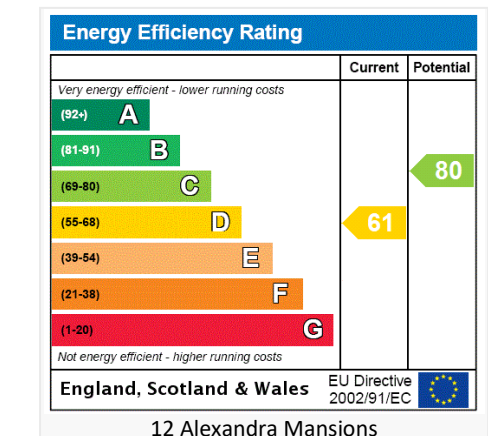 Energy Efficiency Rating
Current Potential
Very energy efficient - lower running costs
(92+) A
(81-91) B
(69-80) C
80
(55-68) D
61
(39-54) E
(21-38) F
(1-20) G
Not energy efficient - higher running costs
England, Scotland & Wales
EU Directive
2002/91/EC
12 Alexandra Mansions